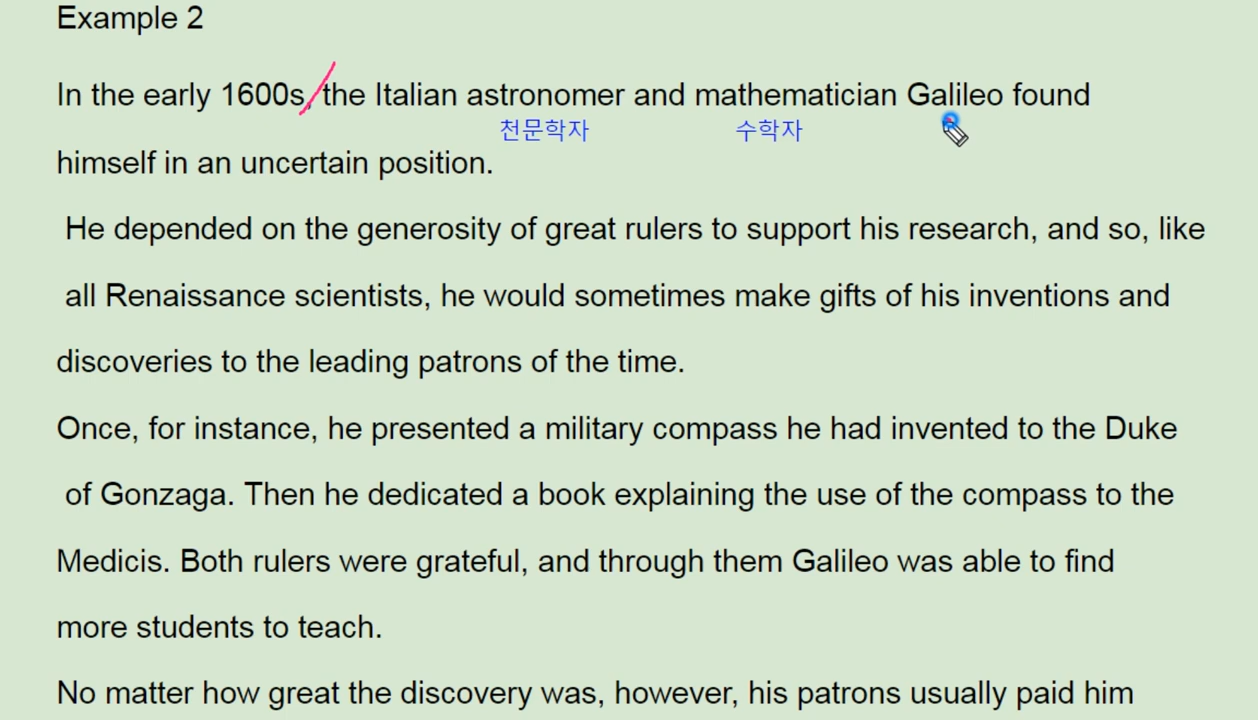 Example 2
In the early 1600s, the Italian astronomer and mathematician Galileo found
천문학자 수학자
himself in an uncertain position.
He depended on the generosity of great rulers to support his research, and so, like
all Renaissance scientists, he would sometimes make gifts of his inventions and
discoveries to the leading patrons of the time.
Once, for instance, he presented a military compass he had invented to the Duke
of Gonzaga. Then he dedicated a book explaining the use of the compass to the
Medicis. Both rulers were grateful, and through them Galileo was able to find
more students to teach.
No matter how great the discovery was, however, his patrons usually paid him